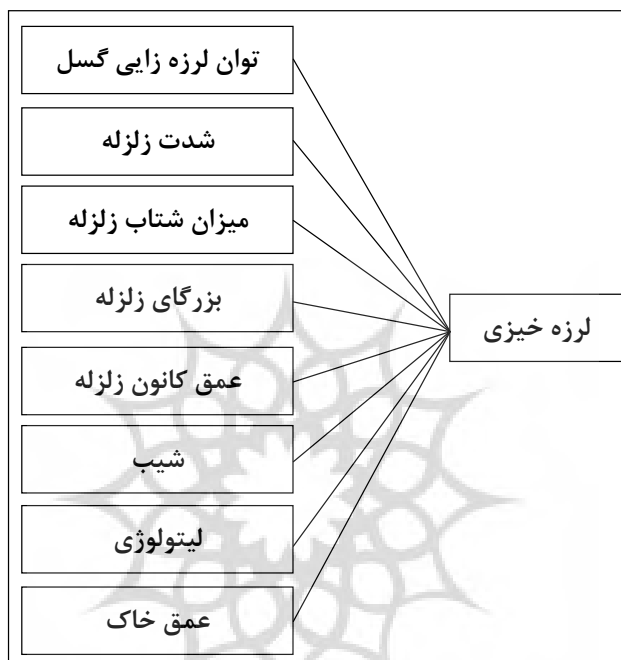 توان لرزه زایی گسل
شدت زلزله
میزان شتاب زلزله
بزرگای زلزله
لرزه خیزی
عمق کانون زلزله
شیب
لیتولوژی
عمق خاک